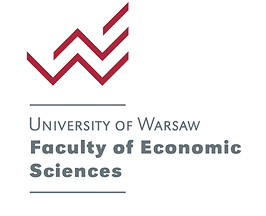 University of Warsaw
Faculty of Economic
Sciences